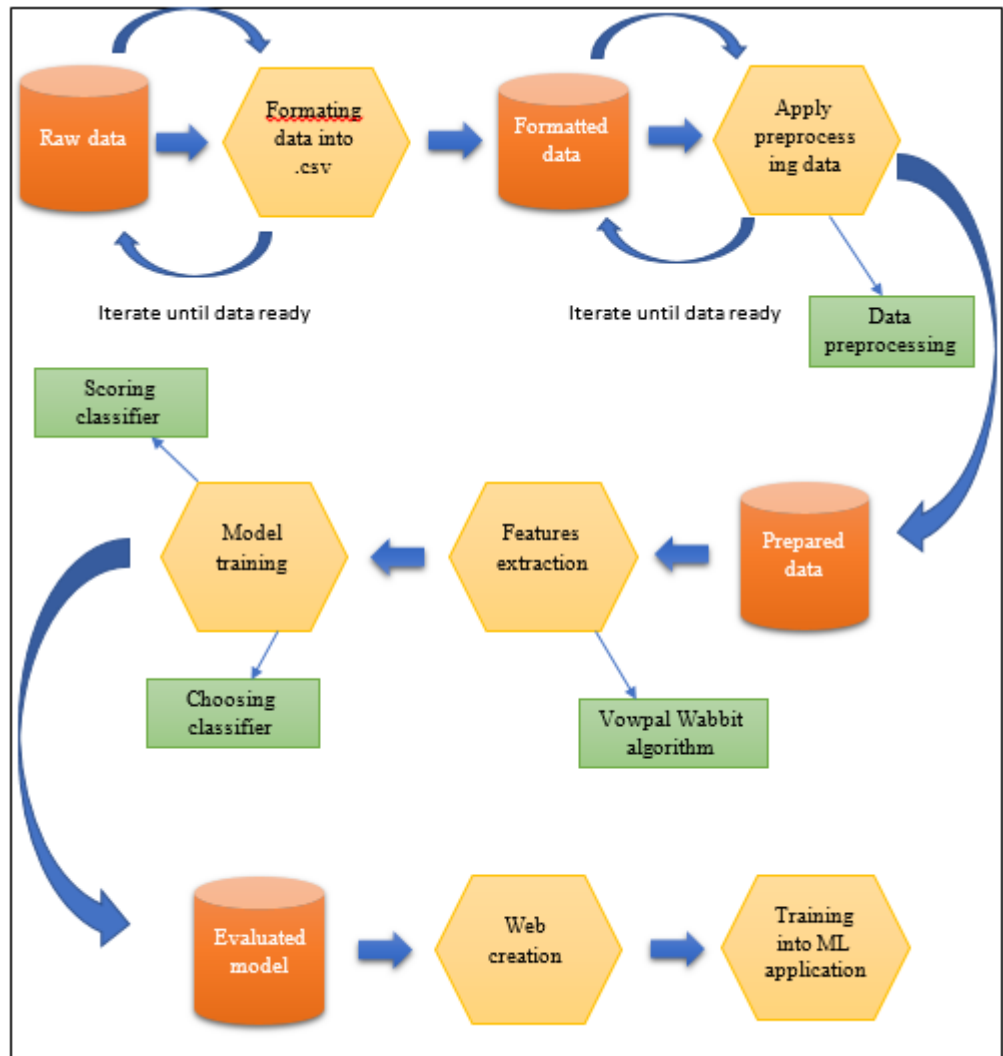 Raw data
Formating
data into
.csv
Formatted
data
Apply
preprocess
ing data
Iterate until data ready
Iterate until data ready
Data
preprocessing
Scoring
classifier
Prepared
data
Features
extraction
Model
training
Choosing
classifier
Vowpal Wabbit
algorithm
Evaluated
model
Web
creation
Training
into ML
application